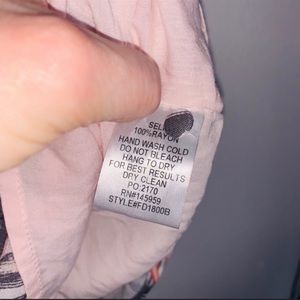 SELF
100%RAYON
HAND WASH COLD
DO NOT BLEACH
HANG TO DRY
FOR BEST RESULTS
DRY CLEAN
PO:2170
RN#145959
STYLE#FD1800B